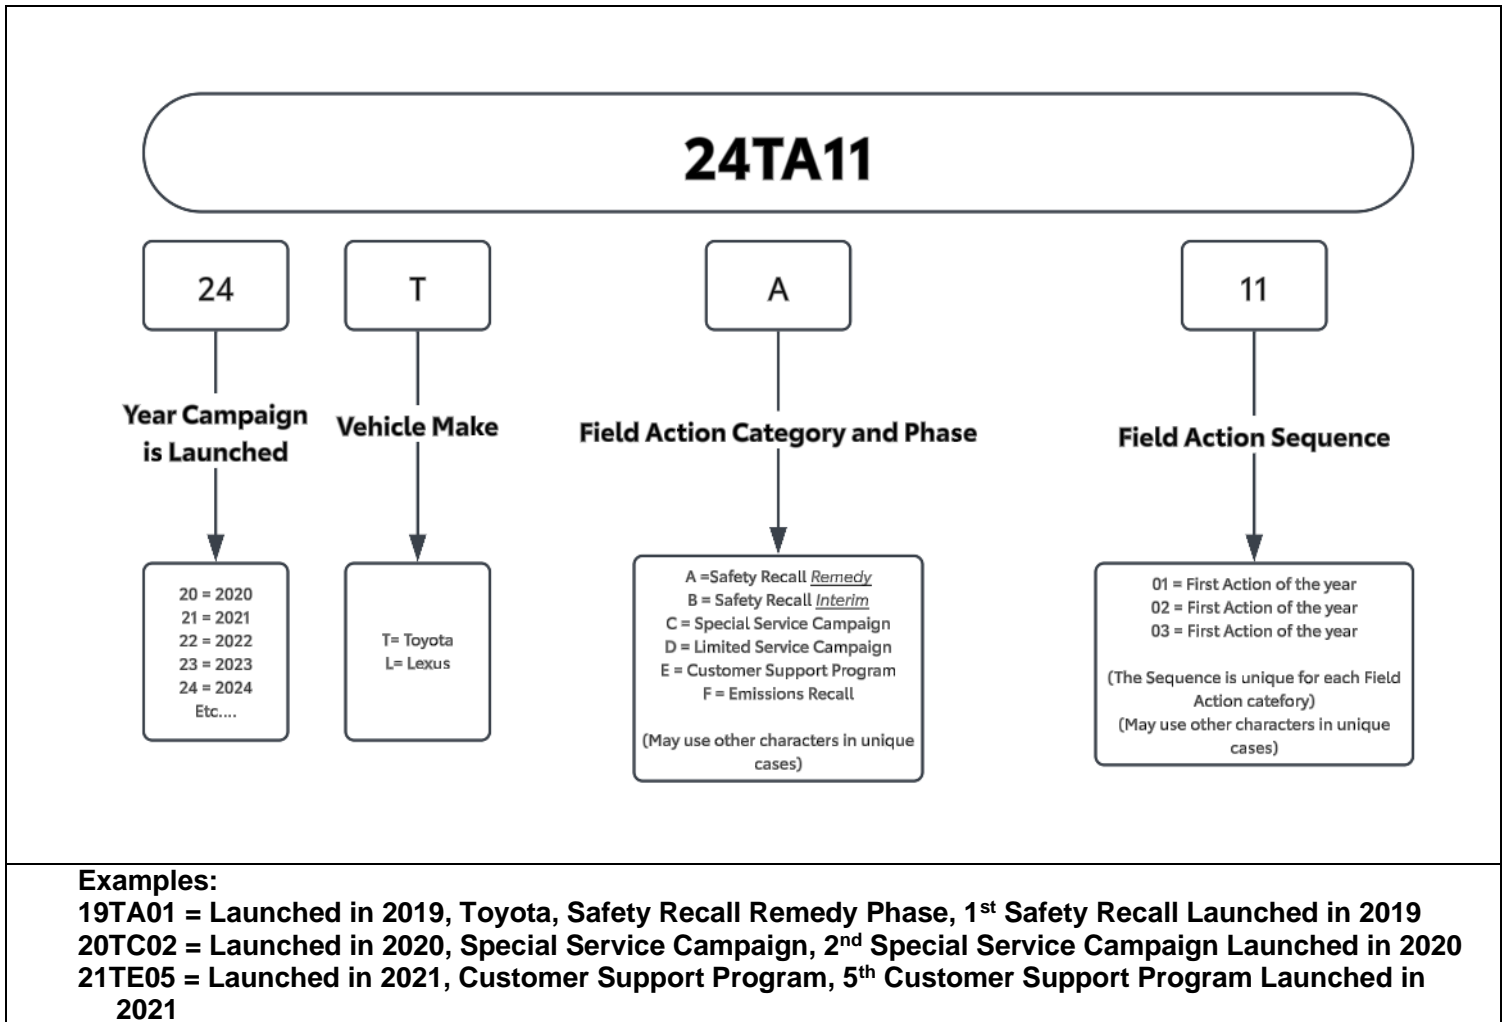 24TA11
24
T
A
11
Year Campaign
is Launched
Vehicle Make
Field Action Category and Phase
Field Action Sequence
20 = 2020
21 = 2021
22 = 2022
23 = 2023
24 = 2024
Etc....
T= Toyota
L= Lexus
A =Safety Recall Remedy
B = Safety Recall Interim
C = Special Service Campaign
D = Limited Service Campaign
E = Customer Support Program
F = Emissions Recall
(May use other characters in unique
cases)
01 = First Action of the year
02 = First Action of the year
03 = First Action of the year
(The Sequence is unique for each Field
Action catefory)
(May use other characters in unique
cases)
Examples:
19TA01 = Launched in 2019, Toyota, Safety Recall Remedy Phase, 1st Safety Recall Launched in 2019
20TC02 = Launched in 2020, Special Service Campaign, 2nd Special Service Campaign Launched in 2020
21TE05 = Launched in 2021, Customer Support Program, 5th Customer Support Program Launched in
2021